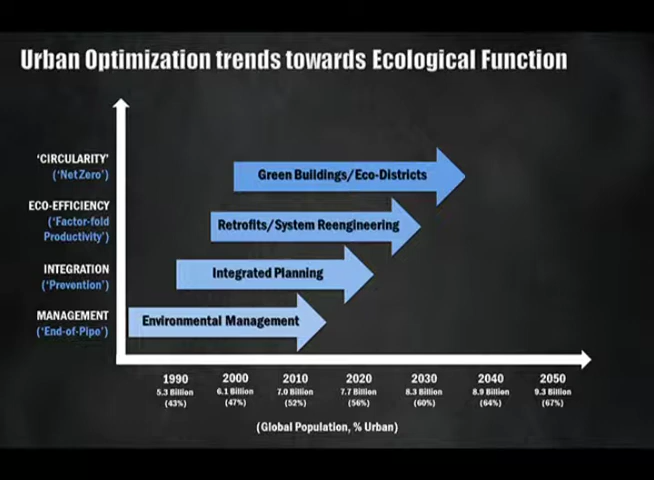 Urban Optimization trends towards Ecological Function
'CIRCULARITY'
('NetZero')
Green Buildings/Eco-Districts
ECO-EFFICIENCY
('Factor-fold
Productivity')
Retrofits/System Reengineering
INTEGRATION
('Prevention')
Integrated Planning
MANAGEMENT
('End-of-Pipe')
Environmental Management
1990 2000 2010 2020 2030 2040 2050
5.3 Billion 6.1 Billion 7.0 Billion 7.7 Billion 8.3 Billion 8.9 Billion 9.3 Billion
(43%) (47%) (52%) (56%) (60%) (64%) (67%)
(Global Population, % Urban)